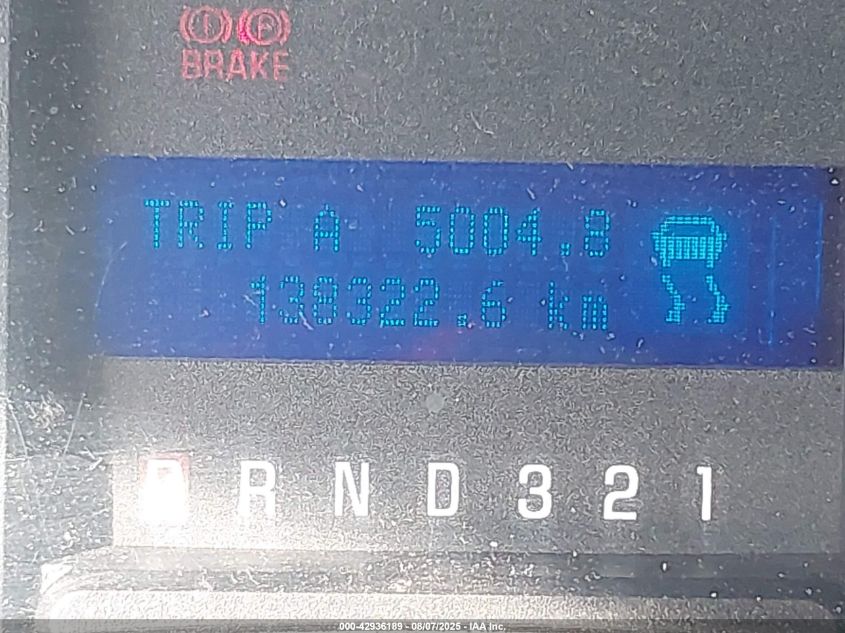 BRAKE
TRIP A 5004.8
138322.6 km
P R N D 3 2 1
000-42936189 - 08/07/2025 - IAA Inc.